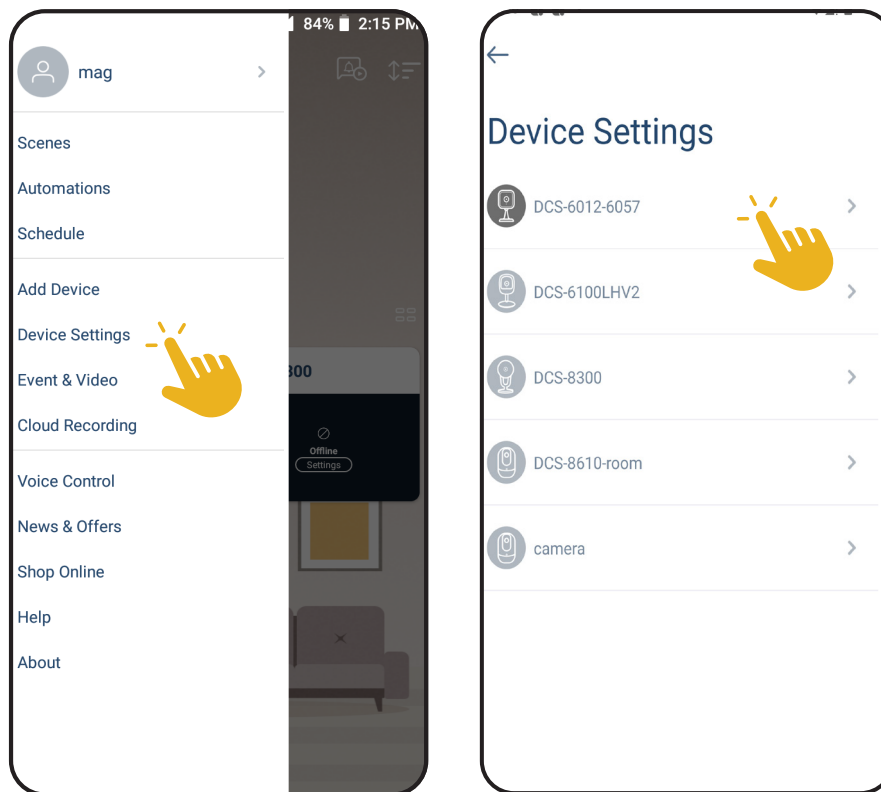 84% 2:15 PM
mag
Scenes
Automations
Schedule
Add Device
Device Settings
Event & Video
Cloud Recording
Voice Control
News & Offers
Shop Online
Help
About
300
Offline
Settings
Device Settings
DCS-6012-6057
DCS-6100LHV2
DCS-8300
DCS-8610-room
camera